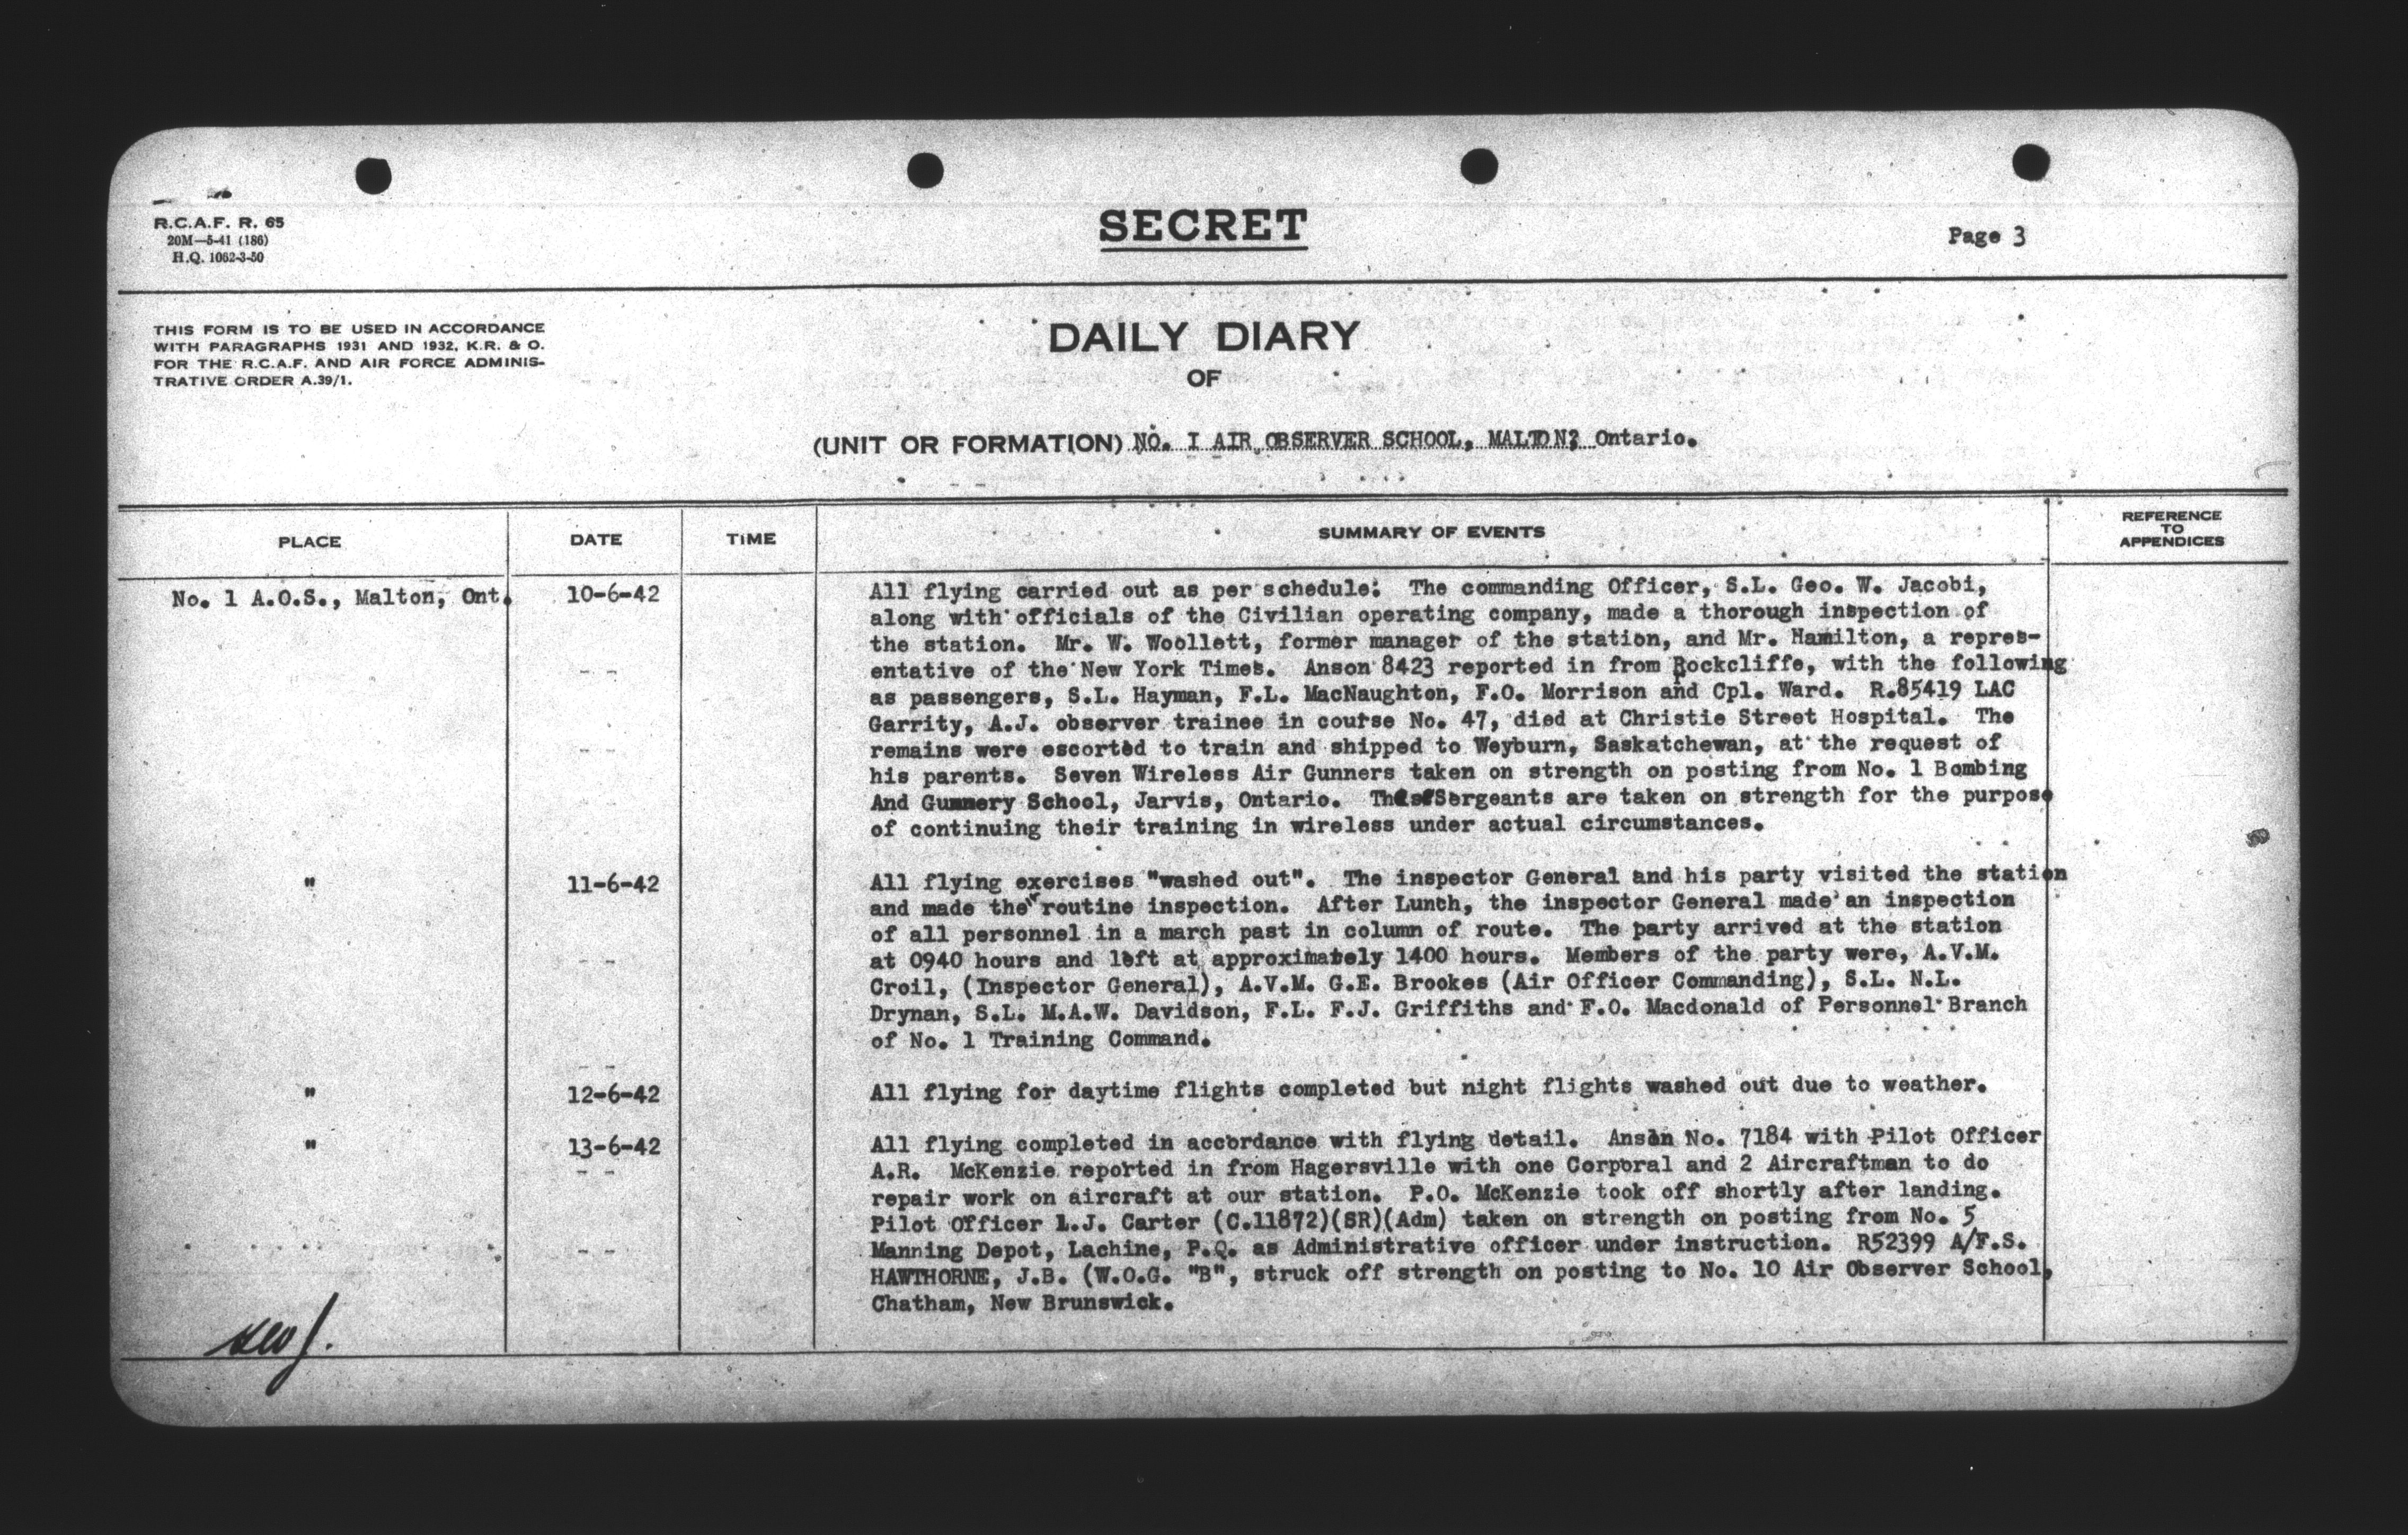 R.C.A.F. R. 65
20M—5-41 (186)
H.Q. 1062-3-50
SECRET
Page 3
THIS FORM IS TO BE USED IN ACCORDANCE
WITH PARAGRAPHS 1931 AND 1932, K.R. & O.
FOR THE R.C.A.F. AND AIR FORCE ADMINIS-
TRATIVE ORDER A.39/1.
DAILY DIARY
OF
(UNIT OR FORMATION) NO. I AIR OBSERVER SCHOOL, MALTON? Ontario.
PLACE DATE TIME SUMMARY OF EVENTS REFERENCE TO APPENDICES
No. 1 A.O.S., Malton, Ont. 10-6-42 All flying carried out as per schedule: The commanding Officer, S.L. Geo. W. Jacobi,
along with officials of the Civilian operating company, made a thorough inspection of
the station. Mr. W. Woollett, former manager of the station, and Mr. Hamilton, a repres-
entative of the New York Times. Anson 8423 reported in from Rockcliffe, with the following
as passengers, S.L. Hayman, F.L. MacNaughton, F.O. Morrison and Cpl. Ward. R.85419 LAC
Garrity, A.J. observer trainee in course No. 47, died at Christie Street Hospital. The
remains were escorted to train and shipped to Weyburn, Saskatchewan, at the request of
his parents. Seven Wireless Air Gunners taken on strength on posting from No. 1 Bombing
And Gunnery School, Jarvis, Ontario. Sergeants are taken on strength for the purpose
of continuing their training in wireless under actual circumstances.
" 11-6-42 All flying exercises "washed out". The inspector General and his party visited the station
and made the routine inspection. After Lunch, the inspector General made an inspection
of all personnel in a march past in column of route. The party arrived at the station
at 0940 hours and left at approximately 1400 hours. Members of the party were, A.V.M.
Croil, (Inspector General), A.V.M. G.E. Brookes (Air Officer Commanding), S.L. N.L.
Drynan, S.L. M.A.W. Davidson, F.L. F.J. Griffiths and F.O. Macdonald of Personnel Branch
of No. 1 Training Command.
" 12-6-42 All flying for daytime flights completed but night flights washed out due to weather.
" 13-6-42 All flying completed in accordance with flying detail. Anson No. 7184 with Pilot Officer
A.R. McKenzie reported in from Hagersville with one Corporal and 2 Aircraftman to do
repair work on aircraft at our station. P.O. McKenzie took off shortly after landing.
Pilot Officer L.J. Carter (C.11872)(SR)(Adm) taken on strength on posting from No. 5
Manning Depot, Lachine, P.Q. as Administrative officer under instruction. R52399 A/F.S.
HAWTHORNE, J.B. (W.O.G. "B", struck off strength on posting to No. 10 Air Observer School,
Chatham, New Brunswick.